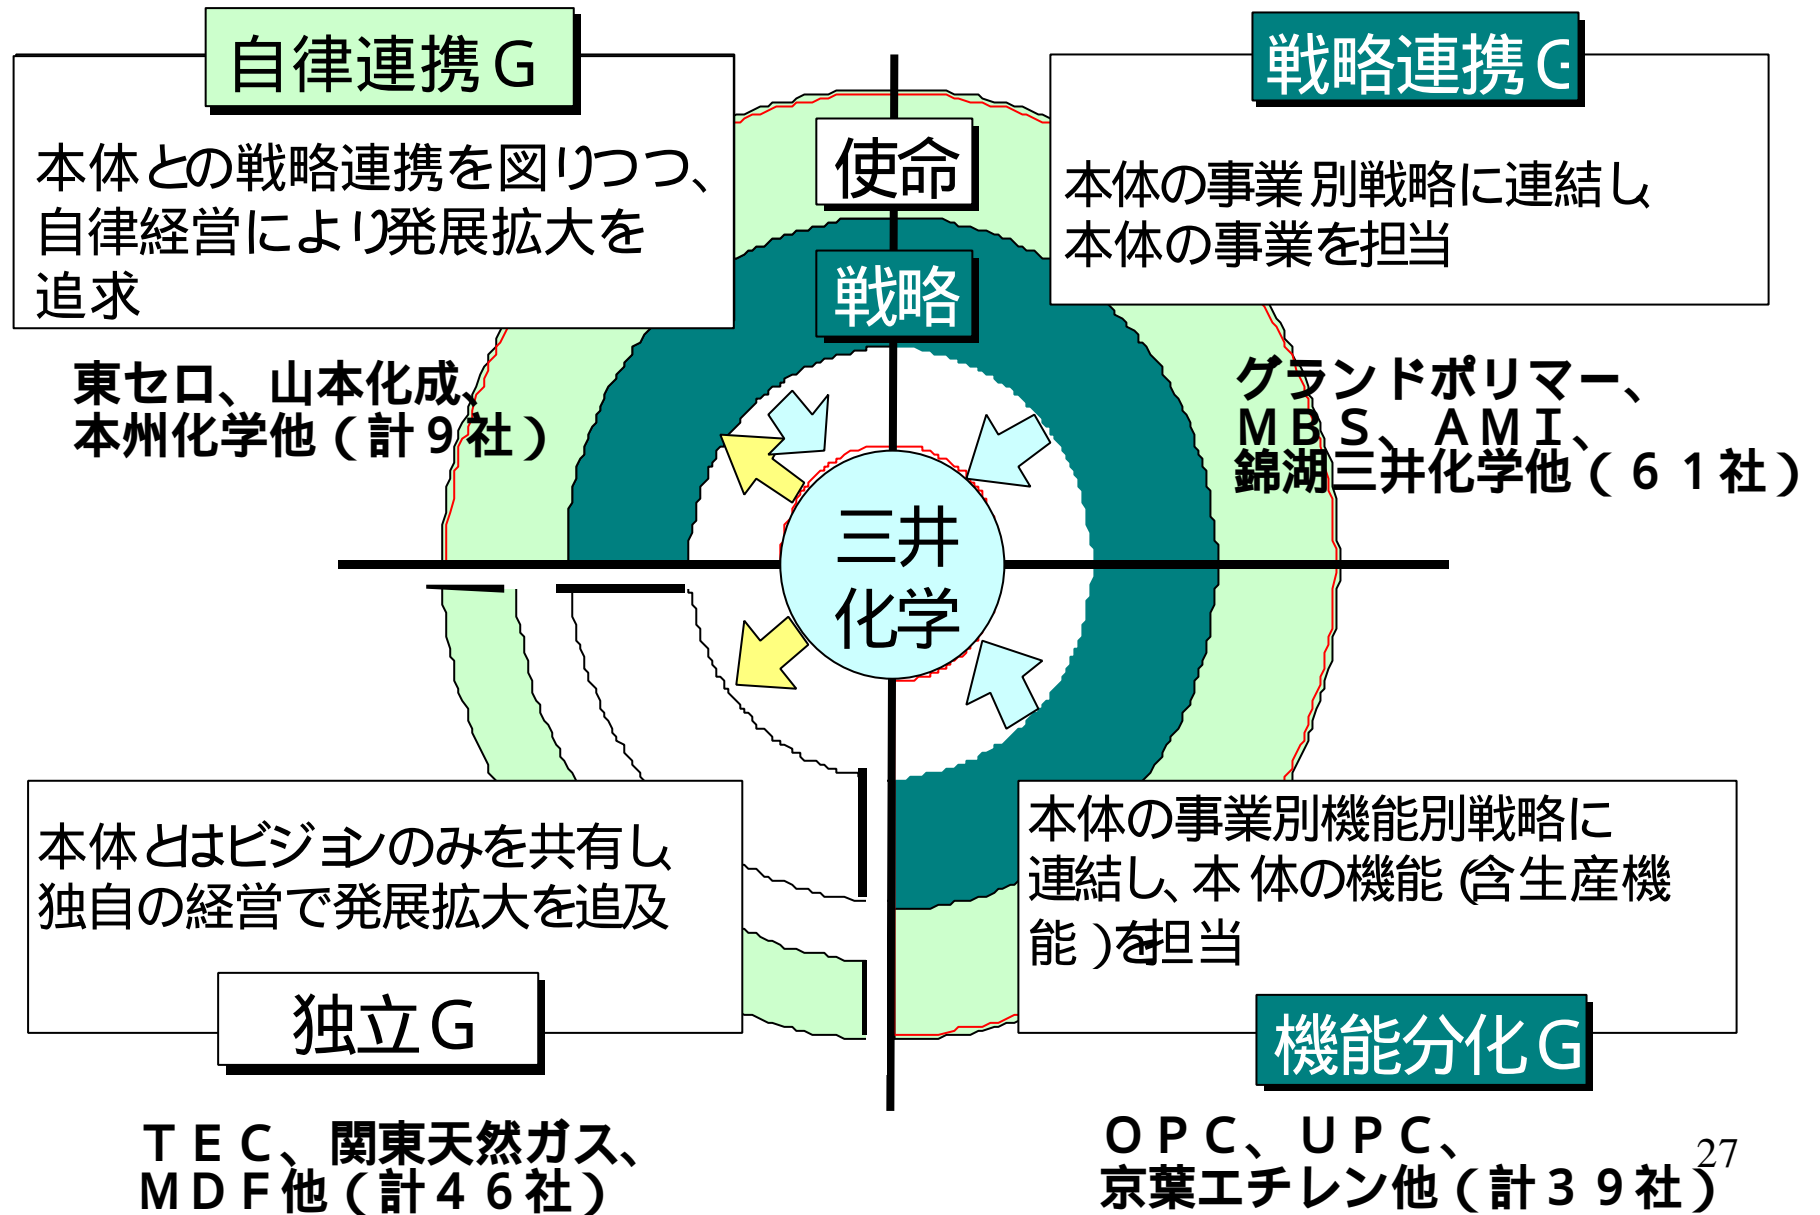 自律連携G
本体との戦略連携を図りつつ、
自律経営により発展拡大を
追求
東セロ、山本化成、
本州化学他（計９社）
戦略連携G
本体の事業別戦略に連結し、
本体の事業を担当
グランドポリマー、
ＭＢＳ、ＡＭＩ、
錦湖三井化学他（６１社）
使命
戦略
三井
化学
本体とはビジョンのみを共有し、
独自の経営で発展拡大を追及
独立G
ＴＥＣ、関東天然ガス、
ＭＤＦ他（計４６社）
本体の事業別機能別戦略に
連結し、本体の機能（含生産機
能）を担当
機能分化G
ＯＰＣ、ＵＰＣ、
京葉エチレン他（計３９社）
27